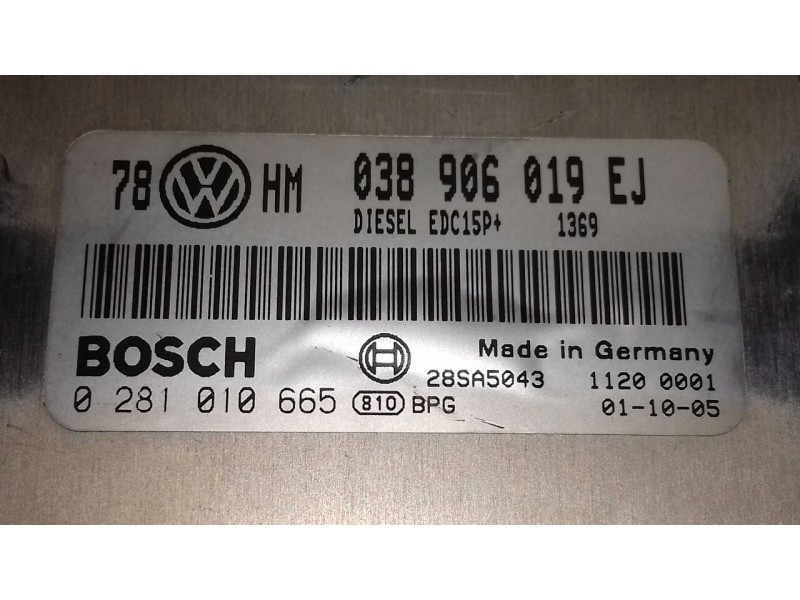 78 VW HM 038 906 019 EJ
DIESEL EDC15P+ 1369
BOSCH Made in Germany
28SA5043 1120 0001
0 281 010 665 810 BPG 01-10-05